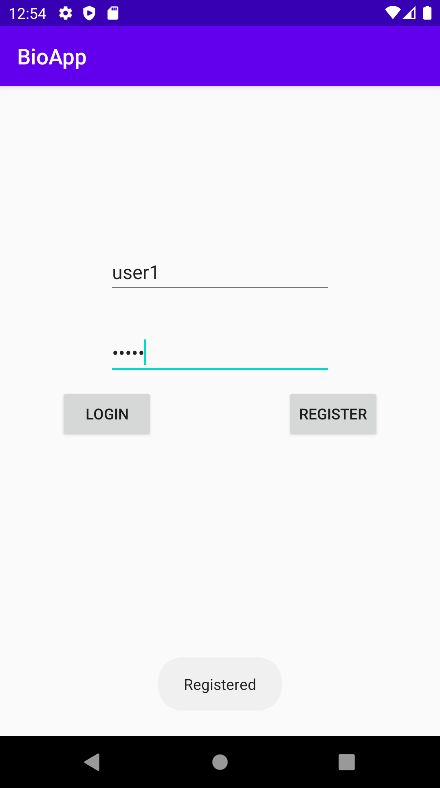 12:54
BioApp
user1
•••••
LOGIN
REGISTER
Registered